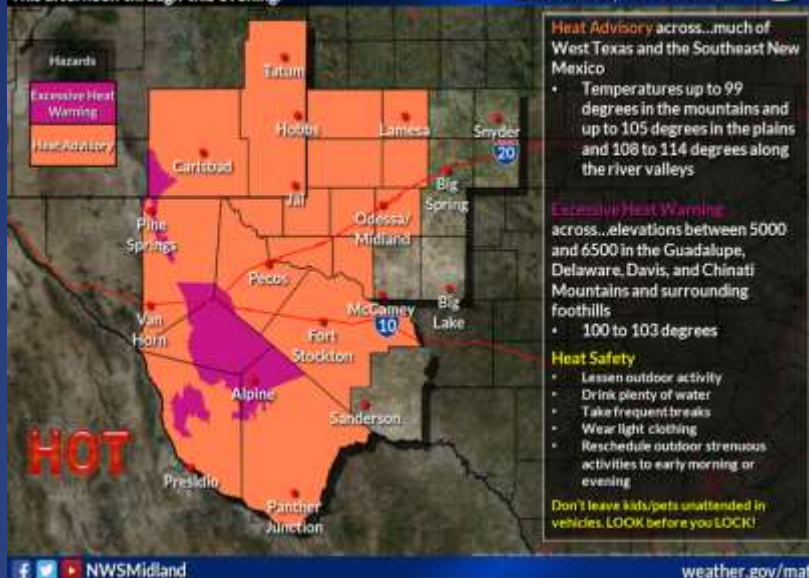 Hazards
Excessive Heat
Warning
Heat Advisory
HOT
Tatum
Hobbs
Lamesa
Snyder
20
Carlsbad
Jal
Big
Spring
Odessa/
Midland
Pine
Springs
Pecos
Van
Horn
McCamey
10
Big
Lake
Fort
Stockton
Alpine
Sanderson
Presidio
Panther
Junction
Heat Advisory across...much of
West Texas and the Southeast New
Mexico
• Temperatures up to 99
degrees in the mountains and
up to 105 degrees in the plains
and 108 to 114 degrees along
the river valleys
Excessive Heat Warning
across...elevations between 5000
and 6500 in the Guadalupe,
Delaware, Davis, and Chinati
Mountains and surrounding
foothills
• 100 to 103 degrees
Heat Safety
• Lessen outdoor activity
• Drink plenty of water
• Take frequent breaks
• Wear light clothing
• Reschedule outdoor strenuous
activities to early morning or
evening
Don't leave kids/pets unattended in
vehicles. LOOK before you LOCK!
NWSMidland
weather.gov/maf